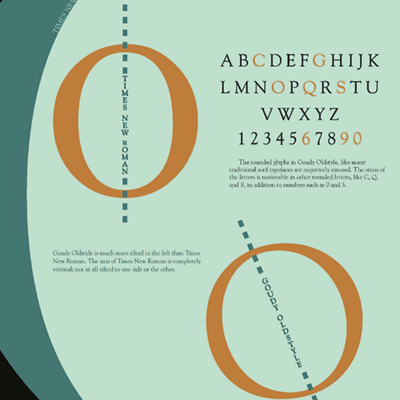 TIMES NEW
TIMES NEW ROMAN
ABCDEFGHIJK
LMNOPQRSTU
VWXYZ
1234567890
The rounded glyphs in Goudy Oldstyle, like many
traditional serif typefaces are negatively stressed. The stress of
the letters is noticeable in other rounded letters, like C, Q,
and S, in addition to numbers such as 0 and 3.
Goudy Oldstyle is much more tilted to the left than Times
New Roman. The axis of Times New Roman is completely
vertical; not at all tilted to one side or the other.
O
O
GOUDY OLDSTYLE